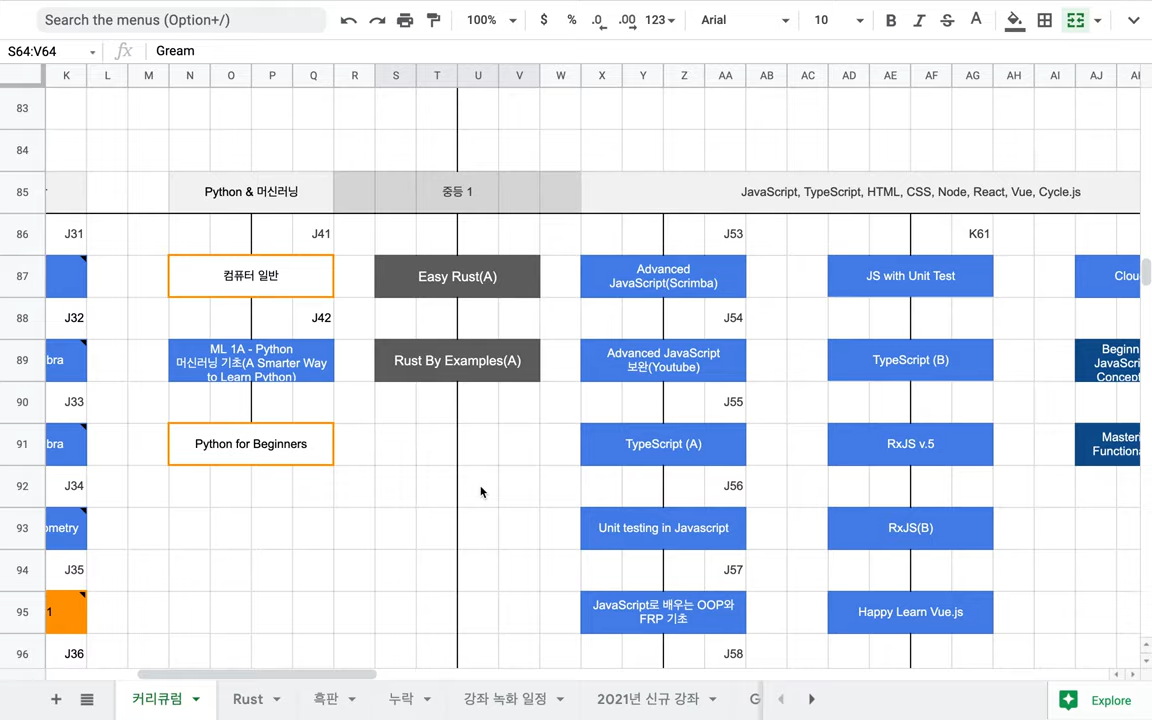 Search the menus (Option+/)
100%
$ % .0 .00 123
Arial
10
B I S A
S64:V64
fx
Gream
K L M N O P Q R S T U V W X Y Z AA AB AC AD AE AF AG AH AI AJ
83
84
85
Python & 머신러닝
중등 1
JavaScript, TypeScript, HTML, CSS, Node, React, Vue, Cycle.js
86
J31
J41
J53
K61
87
컴퓨터 일반
Easy Rust(A)
Advanced
JavaScript(Scrimba)
JS with Unit Test
Clou
88
J32
J42
J54
89
bra
ML 1A - Python
머신러닝 기초(A Smarter Way
to Learn Python)
Rust By Examples(A)
Advanced JavaScript
보완(Youtube)
TypeScript (B)
Beginn
JavaScri
Concept
90
J33
J55
91
bra
Python for Beginners
TypeScript (A)
RxJS v.5
Masteri
Functiona
92
J34
J56
93
ometry
Unit testing in Javascript
RxJS(B)
94
J35
J57
95
1
JavaScript로 배우는 OOP와
FRP 기초
Happy Learn Vue.js
96
J36
J58
커리큐럼
Rust
흑판
누락
강좌 녹화 일정
2021년 신규 강좌
G
Explore